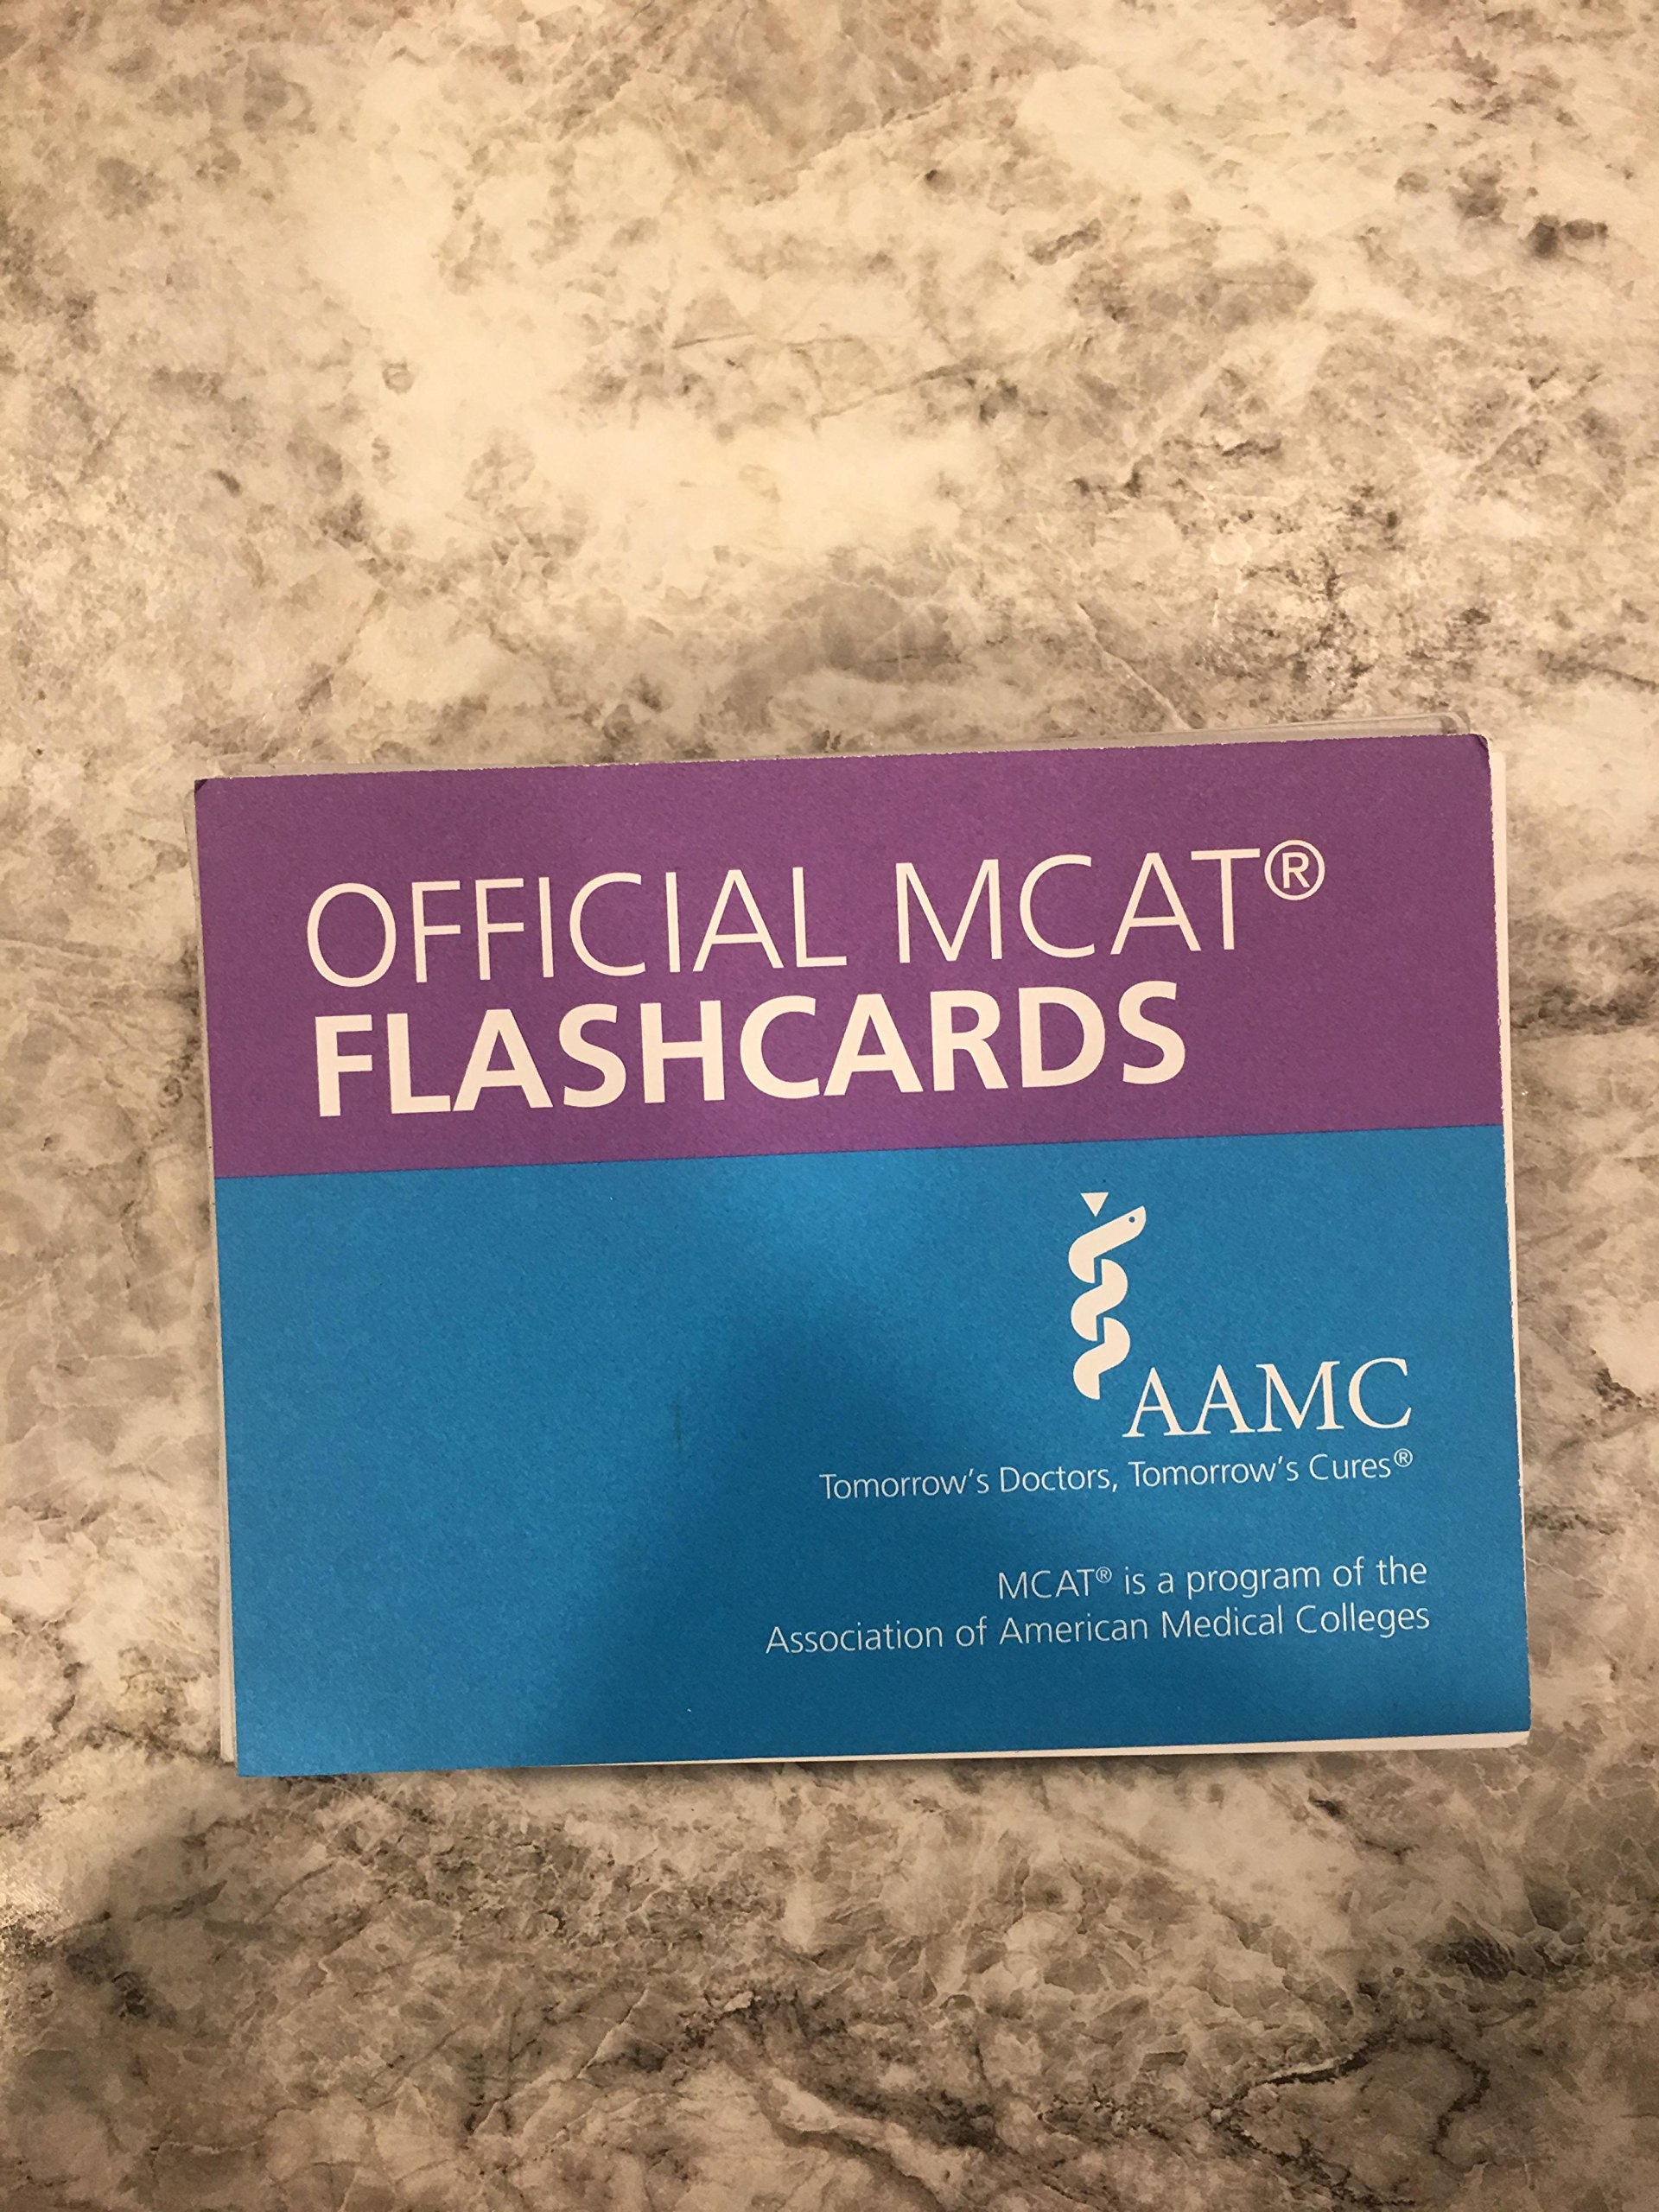 OFFICIAL MCAT®
FLASHCARDS
AAMC
Tomorrow's Doctors, Tomorrow's Cures®
MCAT® is a program of the
Association of American Medical Colleges